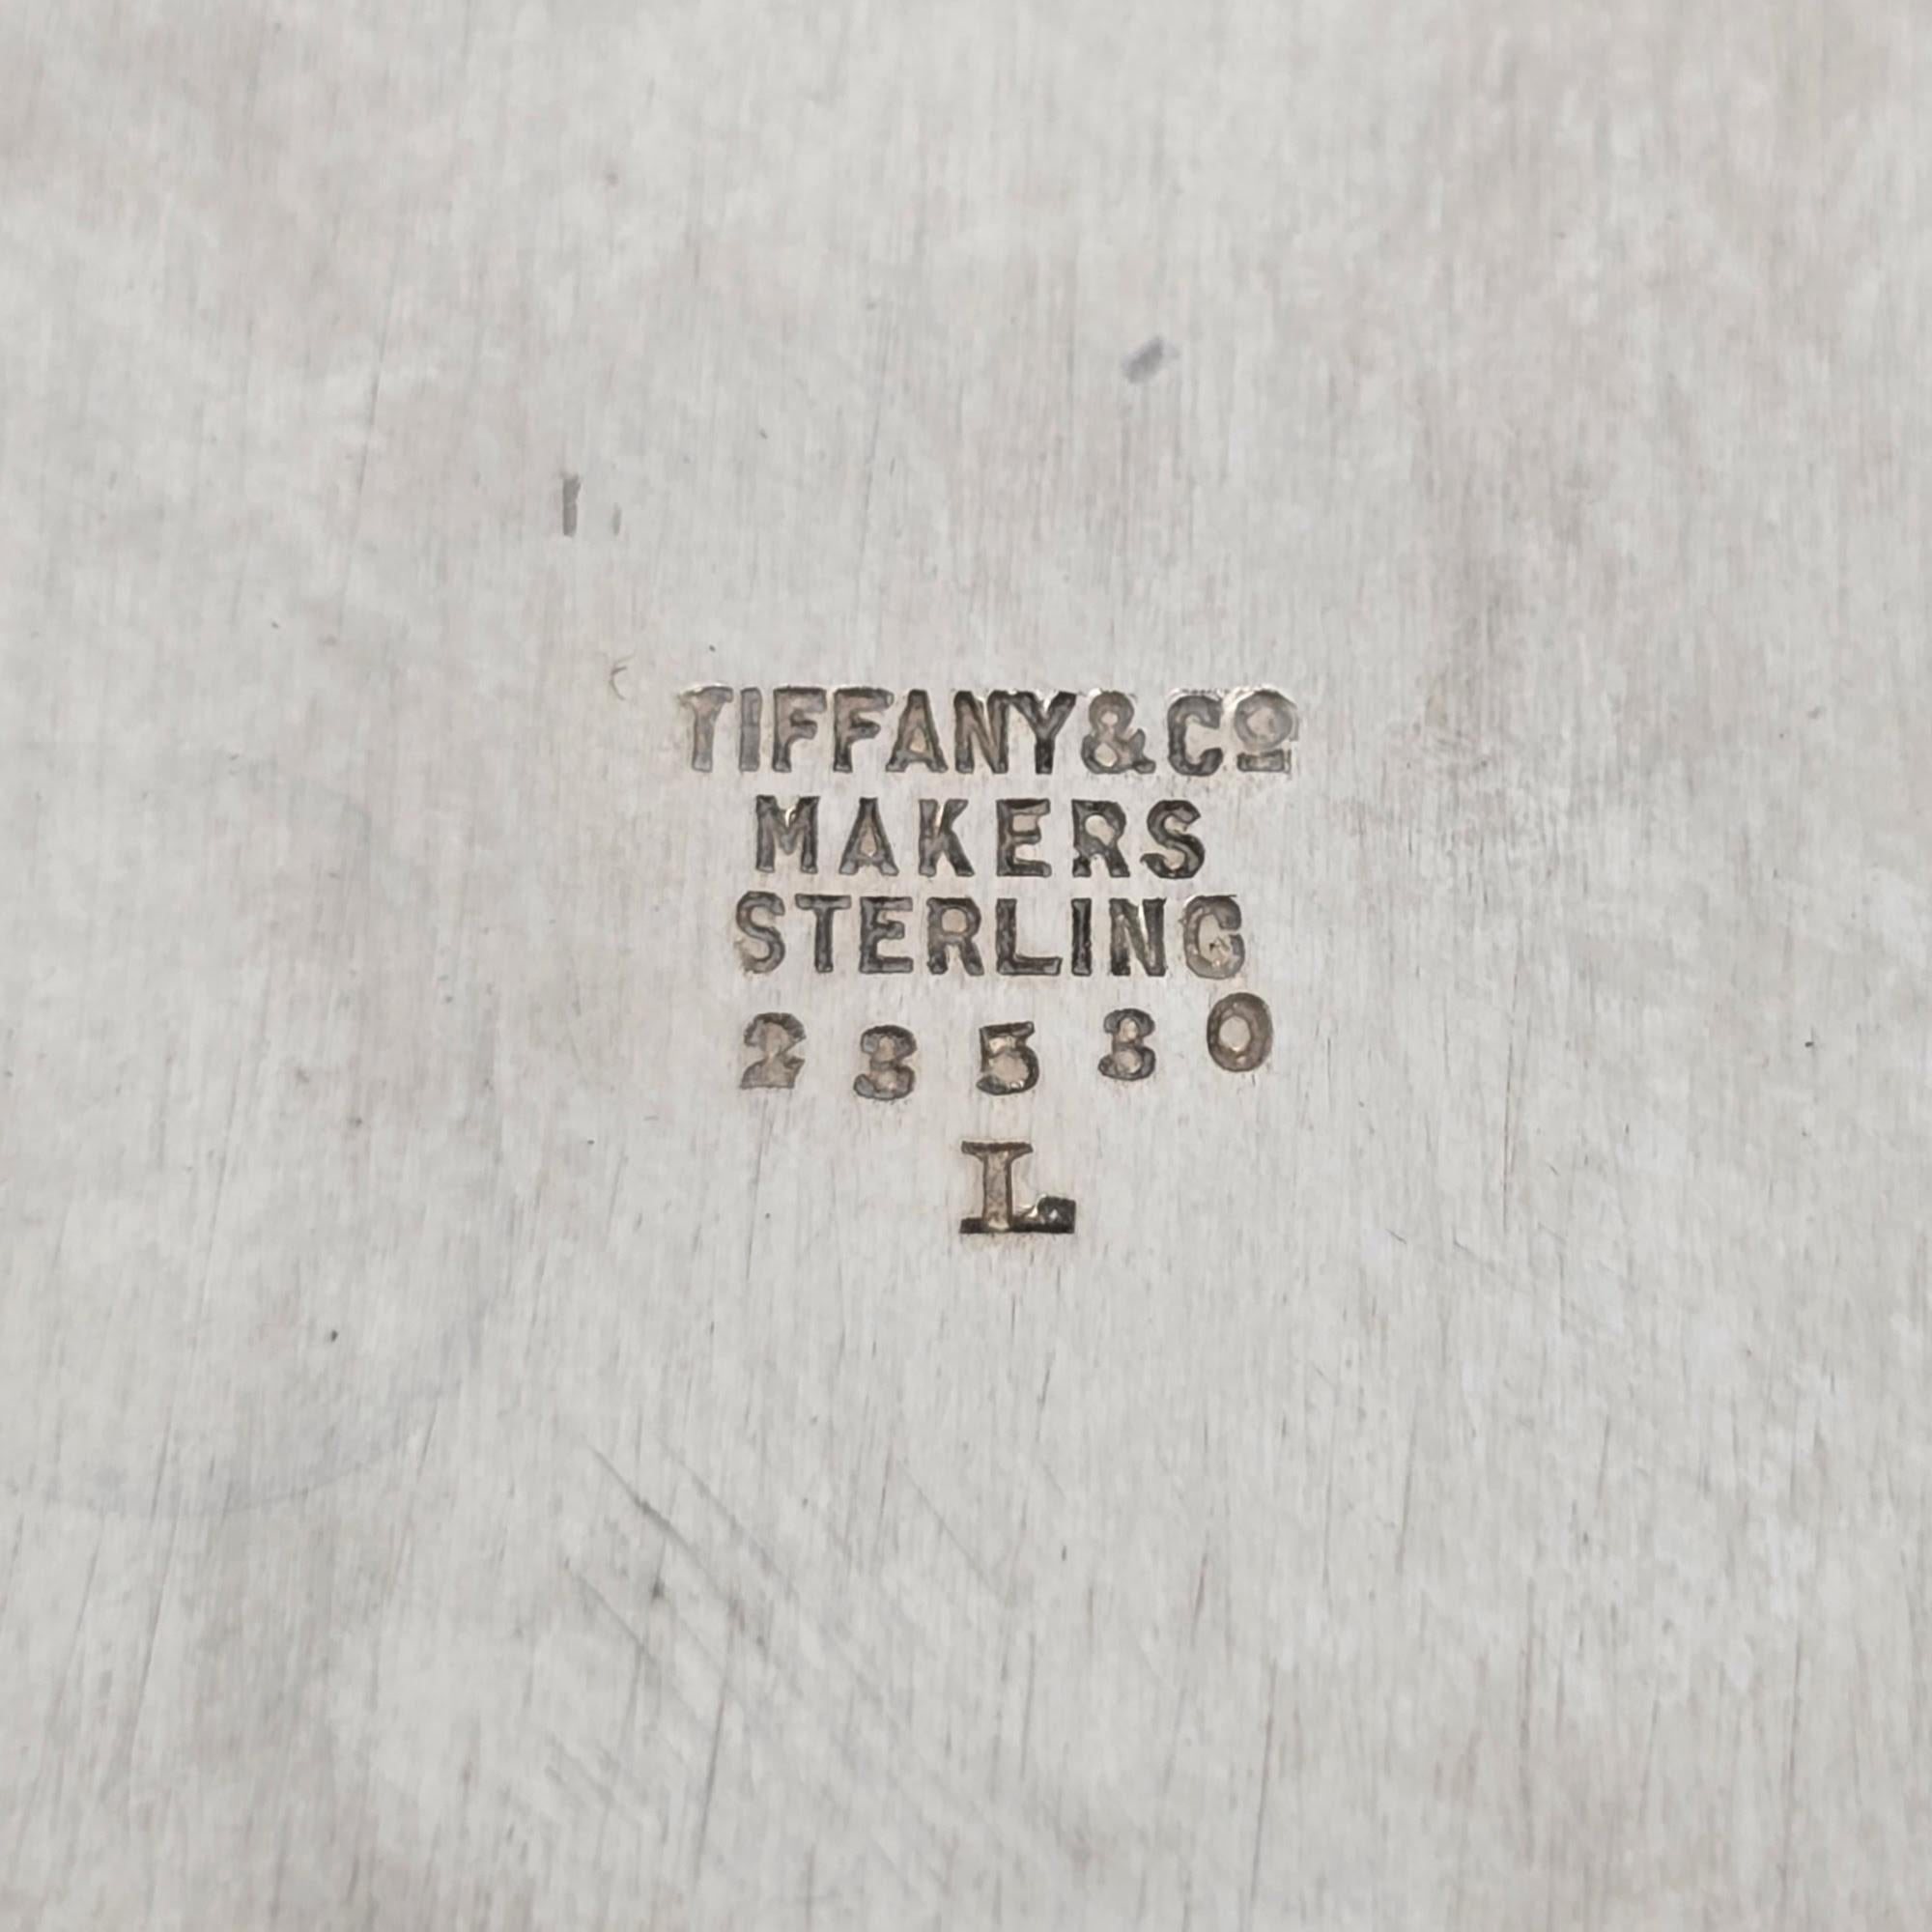 TIFFANY & Cº
MAKERS
STERLING
23530
L